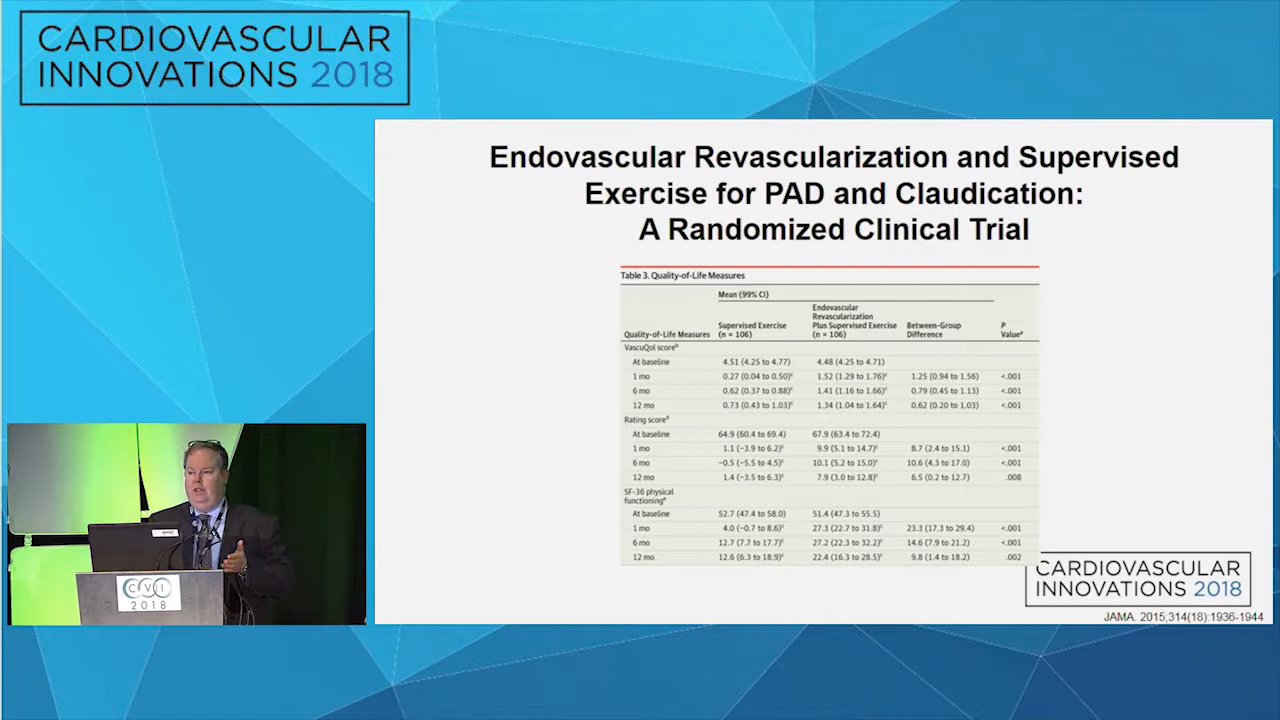 CARDIOVASCULAR
INNOVATIONS 2018
Endovascular Revascularization and Supervised
Exercise for PAD and Claudication:
A Randomized Clinical Trial
Table 3. Quality-of-Life Measures
Mean (99% CI)
Quality-of-Life Measures
Supervised Exercise
(n = 106)
Endovascular
Revascularization
Plus Supervised Exercise
(n = 106)
Between-Group
Difference
P
Valueᵃ
VascuQol scoreᵇ
At baseline 4.51 (4.25 to 4.77) 4.48 (4.25 to 4.71)
1 mo 0.27 (0.04 to 0.50)ᶜ 1.52 (1.29 to 1.76)ᶜ 1.25 (0.94 to 1.56) <.001
6 mo 0.62 (0.37 to 0.88)ᶜ 1.41 (1.16 to 1.66)ᶜ 0.79 (0.45 to 1.13) <.001
12 mo 0.73 (0.43 to 1.03)ᶜ 1.34 (1.04 to 1.64)ᶜ 0.62 (0.20 to 1.03) <.001
Rating scoreᵈ
At baseline 64.9 (60.4 to 69.4) 67.9 (63.4 to 72.4)
1 mo 1.1 (−3.9 to 6.2)ᶜ 9.9 (5.1 to 14.7)ᶜ 8.7 (2.4 to 15.1) <.001
6 mo −0.5 (−5.5 to 4.5)ᶜ 10.1 (5.2 to 15.0)ᶜ 10.6 (4.3 to 17.0) <.001
12 mo 1.4 (−3.5 to 6.3)ᶜ 7.9 (3.0 to 12.8)ᶜ 6.5 (0.2 to 12.7) .008
SF-36 physical
functioningᵉ
At baseline 52.7 (47.4 to 58.0) 51.4 (47.3 to 55.5)
1 mo 4.0 (−0.7 to 8.6)ᶜ 27.3 (22.7 to 31.8)ᶜ 23.3 (17.3 to 29.4) <.001
6 mo 12.7 (7.7 to 17.7)ᶜ 27.2 (22.3 to 32.2)ᶜ 14.6 (7.9 to 21.2) <.001
12 mo 12.6 (6.3 to 18.9)ᶜ 22.4 (16.3 to 28.5)ᶜ 9.8 (1.4 to 18.2) .002
CARDIOVASCULAR
INNOVATIONS 2018
JAMA. 2015;314(18):1936-1944
CVI
2018